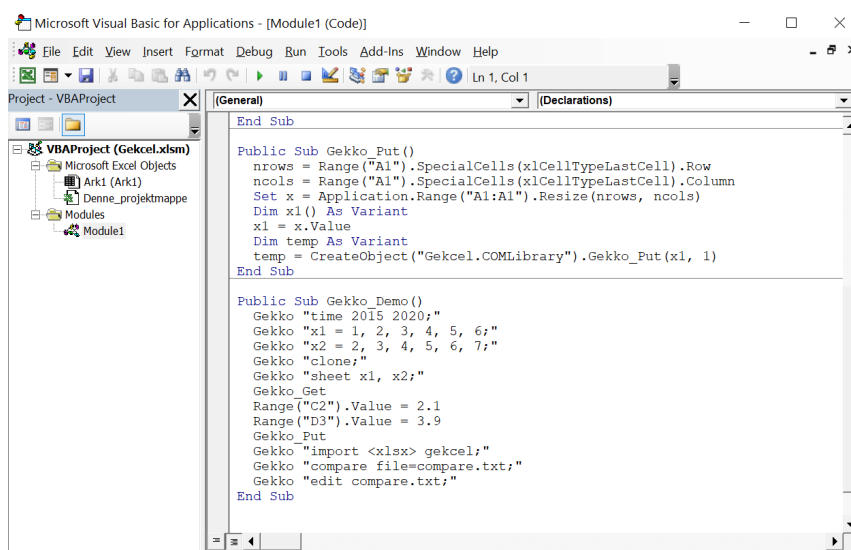 Microsoft Visual Basic for Applications - [Module1 (Code)]
File Edit View Insert Format Debug Run Tools Add-Ins Window Help
Ln 1, Col 1
Project - VBAProject
VBAProject (Gekcel.xlsm)
Microsoft Excel Objects
Ark1 (Ark1)
Denne_projektmappe
Modules
Module1
(General)
(Declarations)
End Sub
Public Sub Gekko_Put()
nrows = Range("A1").SpecialCells(xlCellTypeLastCell).Row
ncols = Range("A1").SpecialCells(xlCellTypeLastCell).Column
Set x = Application.Range("A1:A1").Resize(nrows, ncols)
Dim x1() As Variant
x1 = x.Value
Dim temp As Variant
temp = CreateObject("Gekcel.COMLibrary").Gekko_Put(x1, 1)
End Sub
Public Sub Gekko_Demo()
Gekko "time 2015 2020;"
Gekko "x1 = 1, 2, 3, 4, 5, 6;"
Gekko "x2 = 2, 3, 4, 5, 6, 7;"
Gekko "clone;"
Gekko "sheet x1, x2;"
Gekko_Get
Range("C2").Value = 2.1
Range("D3").Value = 3.9
Gekko_Put
Gekko "import <xlsx> gekcel;"
Gekko "compare file=compare.txt;"
Gekko "edit compare.txt;"
End Sub